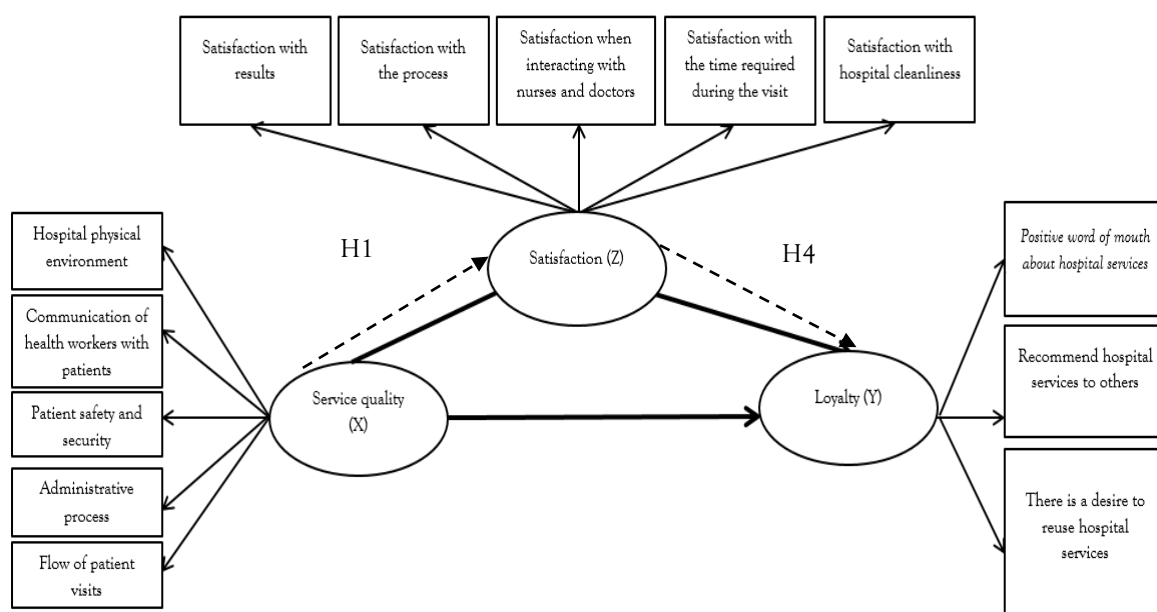 Satisfaction with
results
Satisfaction with
the process
Satisfaction when
interacting with
nurses and doctors
Satisfaction with
the time required
during the visit
Satisfaction with
hospital cleanliness
Hospital physical
environment
Communication of
health workers with
patients
Patient safety and
security
Administrative
process
Flow of patient
visits
H1
Satisfaction (Z)
H4
Service quality
(X)
Loyalty (Y)
Positive word of mouth
about hospital services
Recommend hospital
services to others
There is a desire to
reuse hospital
services